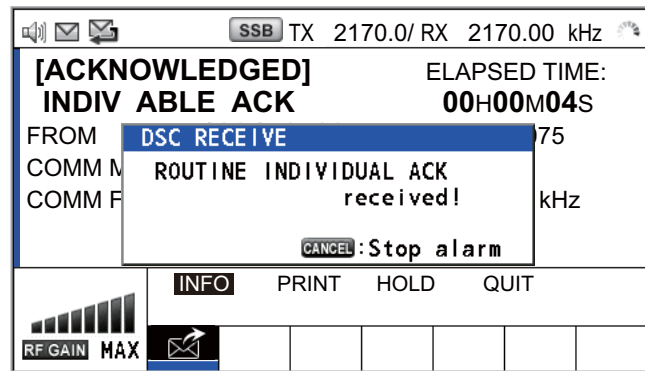 SSB TX 2170.0/ RX 2170.00 kHz
[ACKNOWLEDGED] ELAPSED TIME:
INDIV ABLE ACK 00H00M04S
FROM 075
DSC RECEIVE
COMM M
ROUTINE INDIVIDUAL ACK
COMM F kHz
received!
CANCEL:Stop alarm
INFO PRINT HOLD QUIT
RF GAIN MAX